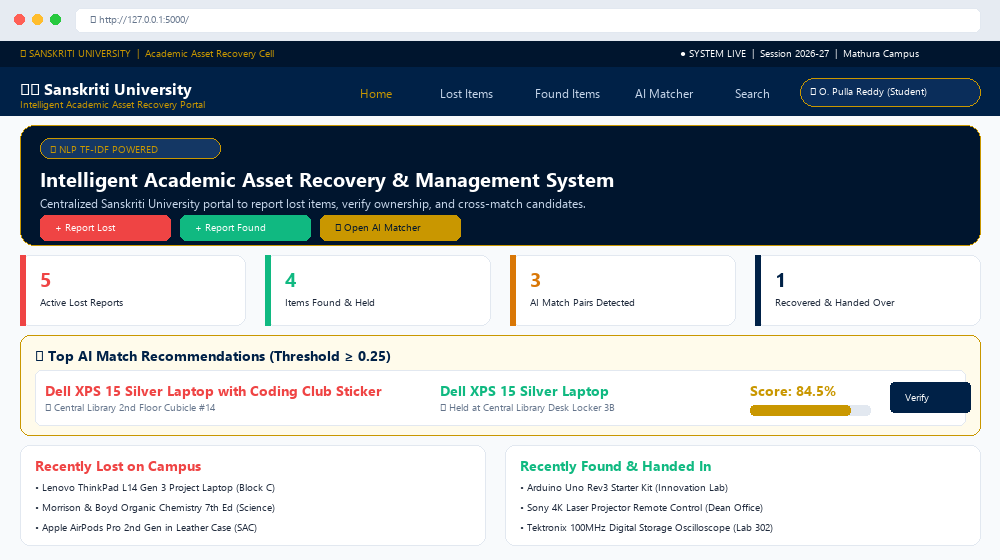 http://127.0.0.1:5000/
SANSKRITI UNIVERSITY | Academic Asset Recovery Cell
● SYSTEM LIVE | Session 2026-27 | Mathura Campus
Sanskriti University
Intelligent Academic Asset Recovery Portal
Home
Lost Items
Found Items
AI Matcher
Search
O. Pulla Reddy (Student)
NLP TF-IDF POWERED
Intelligent Academic Asset Recovery & Management System
Centralized Sanskriti University portal to report lost items, verify ownership, and cross-match candidates.
+ Report Lost
+ Report Found
Open AI Matcher
5
Active Lost Reports
4
Items Found & Held
3
AI Match Pairs Detected
1
Recovered & Handed Over
Top AI Match Recommendations (Threshold ≥ 0.25)
Dell XPS 15 Silver Laptop with Coding Club Sticker
Central Library 2nd Floor Cubicle #14
Dell XPS 15 Silver Laptop
Held at Central Library Desk Locker 3B
Score: 84.5%
Verify
Recently Lost on Campus
• Lenovo ThinkPad L14 Gen 3 Project Laptop (Block C)
• Morrison & Boyd Organic Chemistry 7th Ed (Science)
• Apple AirPods Pro 2nd Gen in Leather Case (SAC)
Recently Found & Handed In
• Arduino Uno Rev3 Starter Kit (Innovation Lab)
• Sony 4K Laser Projector Remote Control (Dean Office)
• Tektronix 100MHz Digital Storage Oscilloscope (Lab 302)